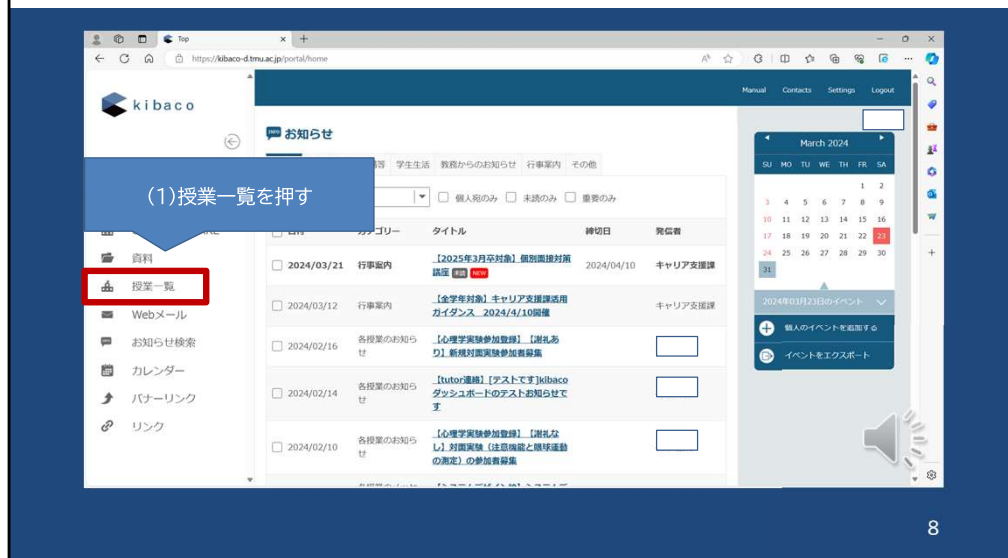 Top
https://kibaco-d.tmu.ac.jp/portal/home
kibaco
Manual Contacts Settings Logout
INFO お知らせ
学生生活 教務からのお知らせ 行事案内 その他
個人宛のみ 未読のみ 重要のみ
(1)授業一覧を押す
カテゴリー タイトル 締切日 発信者
2024/03/21 行事案内 【2025年3月卒対象】個別面接対策講座 未読 NEW 2024/04/10 キャリア支援課
2024/03/12 行事案内 【全学年対象】キャリア支援課活用ガイダンス 2024/4/10開催 キャリア支援課
2024/02/16 各授業のお知らせ 【心理学実験参加登録】【謝礼あり】新規対面実験参加者募集
2024/02/14 各授業のお知らせ 【tutor連絡】[テストです]kibacoダッシュボードのテストお知らせです
2024/02/10 各授業のお知らせ 【心理学実験参加登録】【謝礼なし】対面実験（注意機能と眼球運動の測定）の参加者募集
資料
授業一覧
Webメール
お知らせ検索
カレンダー
バナーリンク
リンク
March 2024
SU MO TU WE TH FR SA
1 2
3 4 5 6 7 8 9
10 11 12 13 14 15 16
17 18 19 20 21 22 23
24 25 26 27 28 29 30
31
2024年03月23日のイベント
個人のイベントを追加する
イベントをエクスポート
8